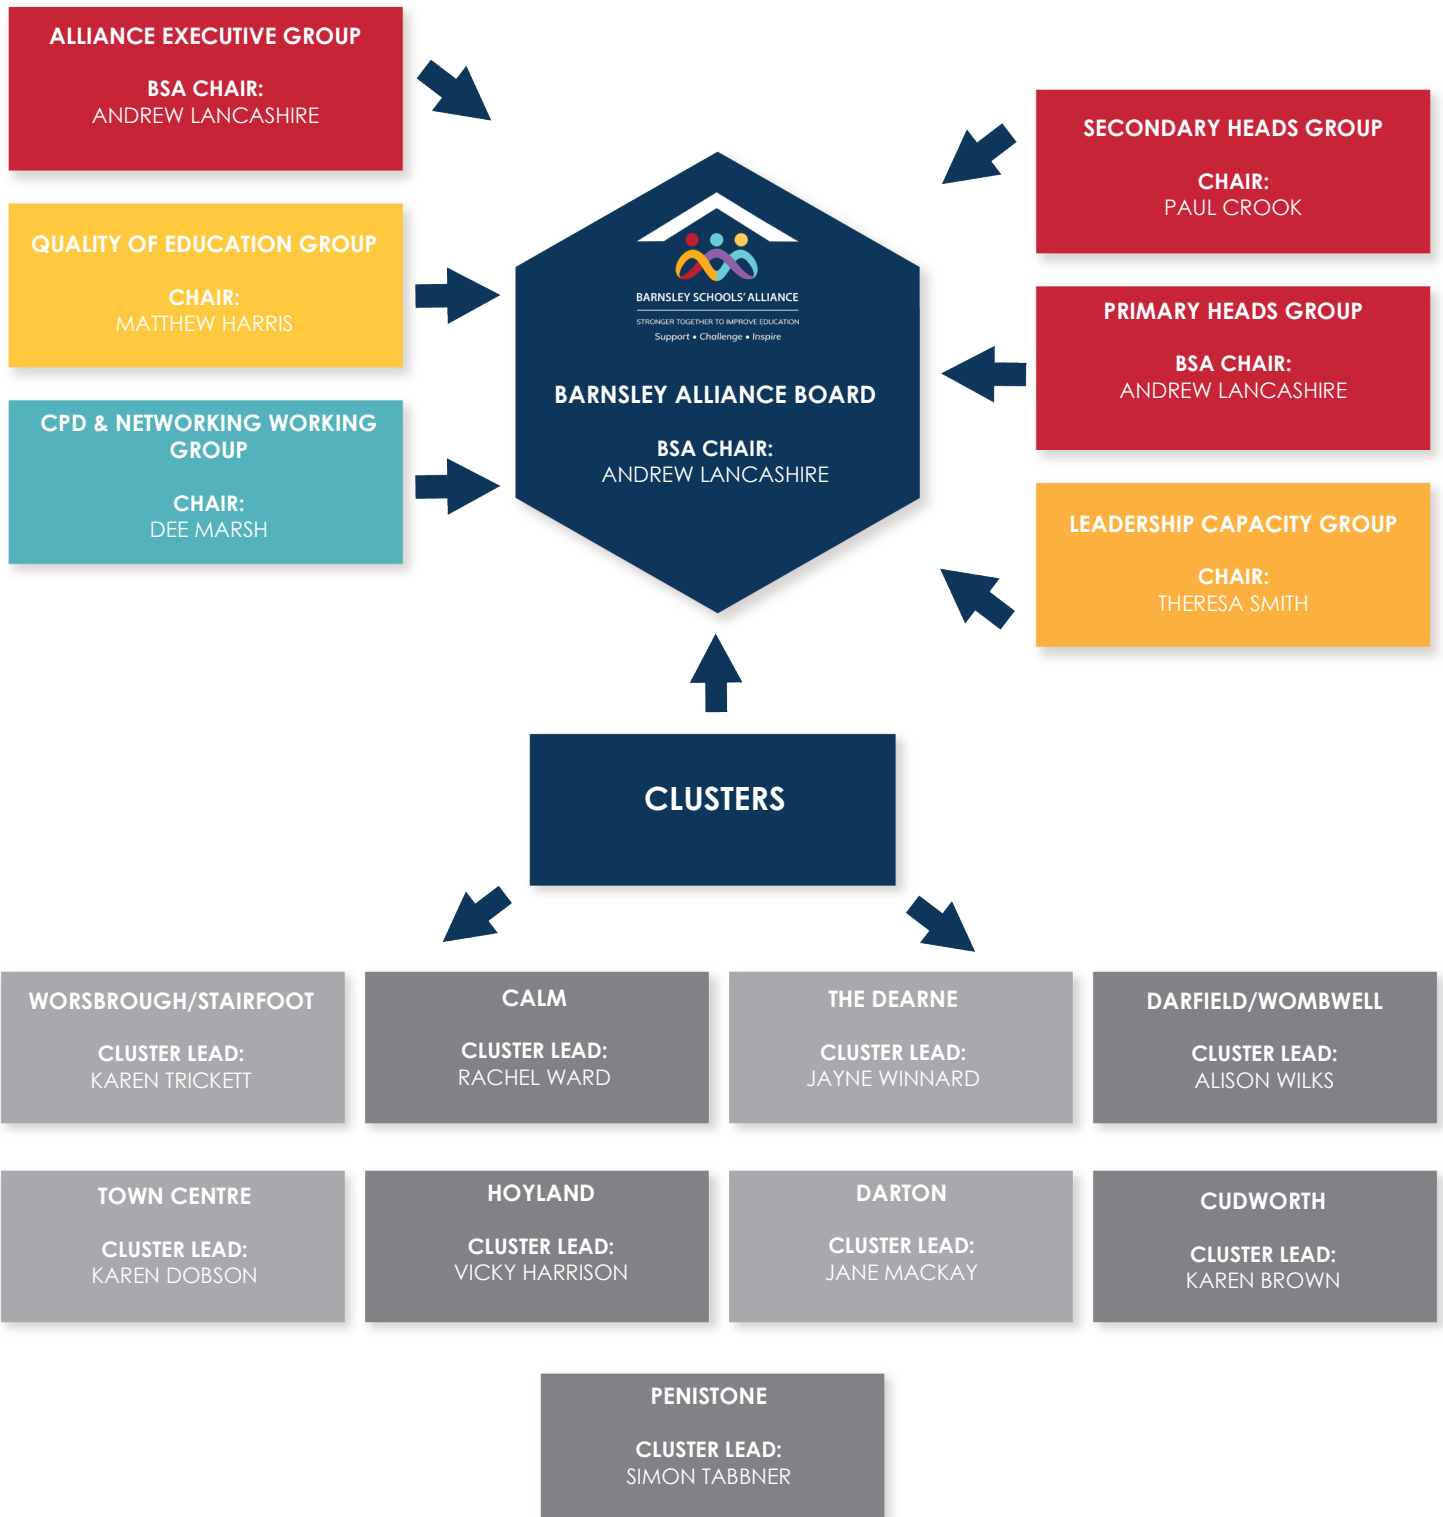 ALLIANCE EXECUTIVE GROUP
BSA CHAIR:
ANDREW LANCASHIRE
QUALITY OF EDUCATION GROUP
CHAIR:
MATTHEW HARRIS
CPD & NETWORKING WORKING
GROUP
CHAIR:
DEE MARSH
BARNSLEY SCHOOLS' ALLIANCE
STRONGER TOGETHER TO IMPROVE EDUCATION
Support • Challenge • Inspire
BARNSLEY ALLIANCE BOARD
BSA CHAIR:
ANDREW LANCASHIRE
SECONDARY HEADS GROUP
CHAIR:
PAUL CROOK
PRIMARY HEADS GROUP
BSA CHAIR:
ANDREW LANCASHIRE
LEADERSHIP CAPACITY GROUP
CHAIR:
THERESA SMITH
CLUSTERS
WORSBROUGH/STAIRFOOT
CLUSTER LEAD:
KAREN TRICKETT
CALM
CLUSTER LEAD:
RACHEL WARD
THE DEARNE
CLUSTER LEAD:
JAYNE WINNARD
DARFIELD/WOMBWELL
CLUSTER LEAD:
ALISON WILKS
TOWN CENTRE
CLUSTER LEAD:
KAREN DOBSON
HOYLAND
CLUSTER LEAD:
VICKY HARRISON
DARTON
CLUSTER LEAD:
JANE MACKAY
CUDWORTH
CLUSTER LEAD:
KAREN BROWN
PENISTONE
CLUSTER LEAD:
SIMON TABBNER